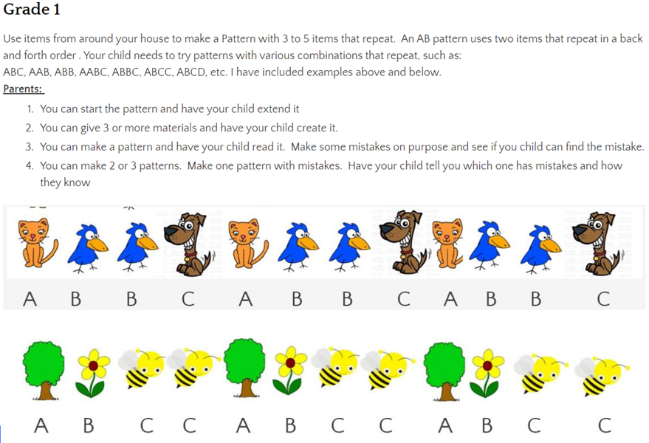 Grade 1
Use items from around your house to make a Pattern with 3 to 5 items that repeat. An AB pattern uses two items that repeat in a back
and forth order . Your child needs to try patterns with various combinations that repeat, such as:
ABC, AAB, ABB, AABC, ABBC, ABCC, ABCD, etc. I have included examples above and below.
Parents:
1. You can start the pattern and have your child extend it
2. You can give 3 or more materials and have your child create it.
3. You can make a pattern and have your child read it. Make some mistakes on purpose and see if you child can find the mistake.
4. You can make 2 or 3 patterns. Make one pattern with mistakes. Have your child tell you which one has mistakes and how
they know
A B B C A B B C A B B C
A B C C A B C C A B C C